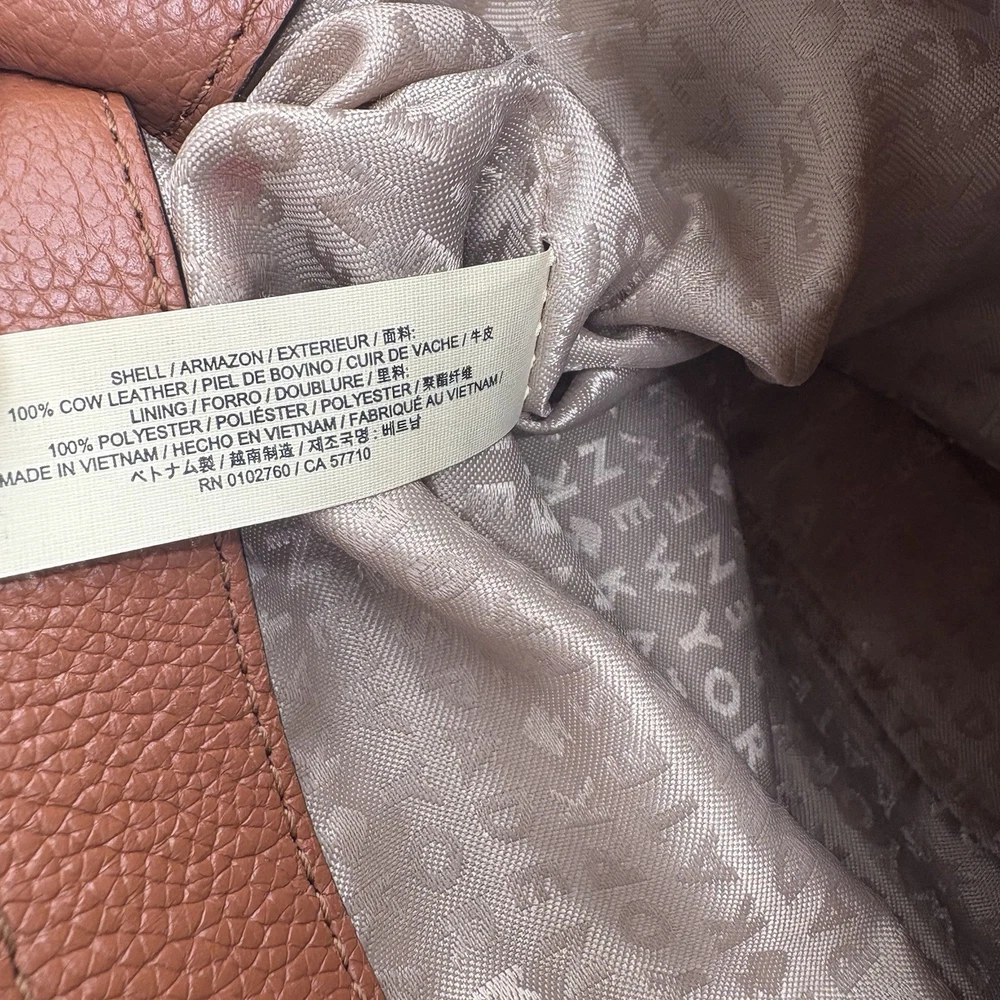 SHELL / ARMAZON / EXTERIEUR / 面料:
100% COW LEATHER / PIEL DE BOVINO / CUIR DE VACHE / 牛皮
LINING / FORRO / DOUBLURE / 里料:
100% POLYESTER / POLIÉSTER / POLYESTER / 聚酯纤维
MADE IN VIETNAM / HECHO EN VIETNAM / FABRIQUÉ AU VIETNAM /
ベトナム製 / 越南制造 / 제조국명 : 베트남
RN 0102760 / CA 57710
YOR